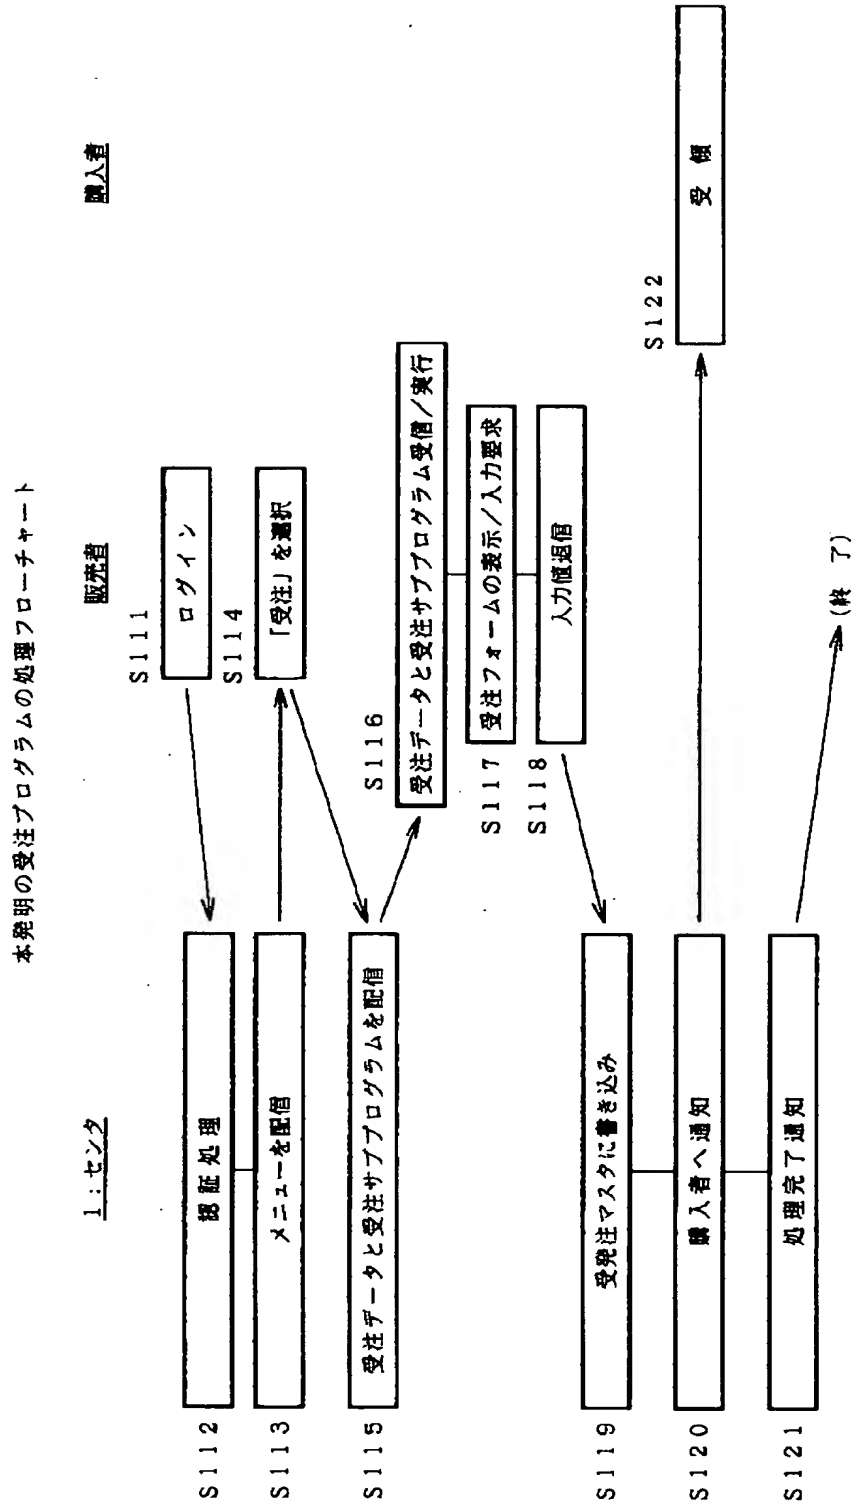 本発明の受注プログラムの処理フローチャート
1:センタ
販売者
購入者
S111
ログイン
S112
認証処理
S113
メニューを配信
S114
「受注」を選択
S115
受注データと受注サブプログラムを配信
S116
受注データと受注サブプログラム受信/実行
S117
受注フォームの表示/入力要求
S118
入力値返信
S119
受発注マスタに書き込み
S120
購入者へ通知
S122
受領
S121
処理完了通知
(終了)